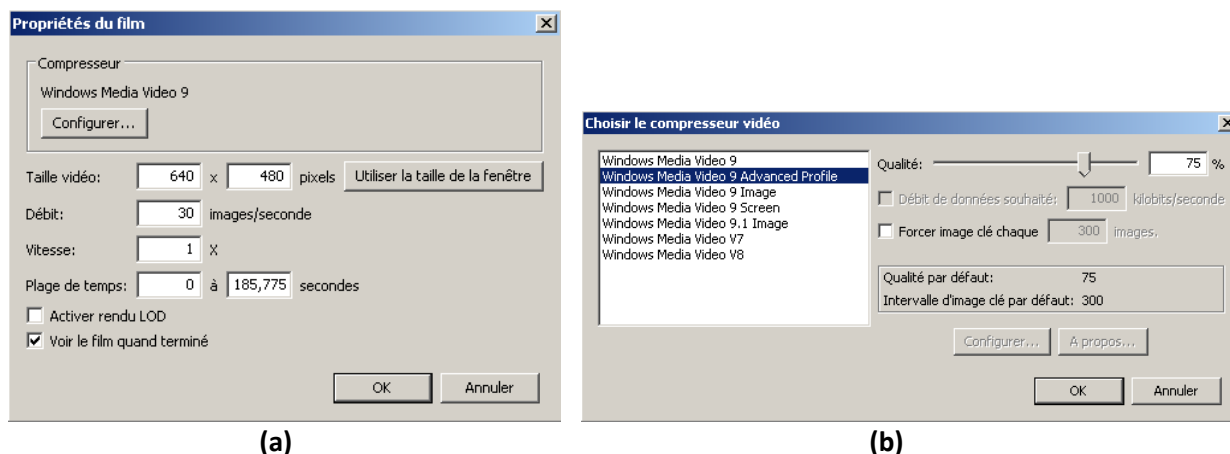 Propriétés du film
Compresseur
Windows Media Video 9
Configurer...
Taille vidéo: 640 x 480 pixels Utiliser la taille de la fenêtre
Débit: 30 images/seconde
Vitesse: 1 X
Plage de temps: 0 à 185,775 secondes
Activer rendu LOD
Voir le film quand terminé
OK Annuler
(a)
Choisir le compresseur vidéo
Windows Media Video 9
Windows Media Video 9 Advanced Profile
Windows Media Video 9 Image
Windows Media Video 9 Screen
Windows Media Video 9.1 Image
Windows Media Video V7
Windows Media Video V8
Qualité: 75 %
Débit de données souhaité: 1000 kilobits/seconde
Forcer image clé chaque 300 images.
Qualité par défaut: 75
Intervalle d'image clé par défaut: 300
Configurer... A propos...
OK Annuler
(b)